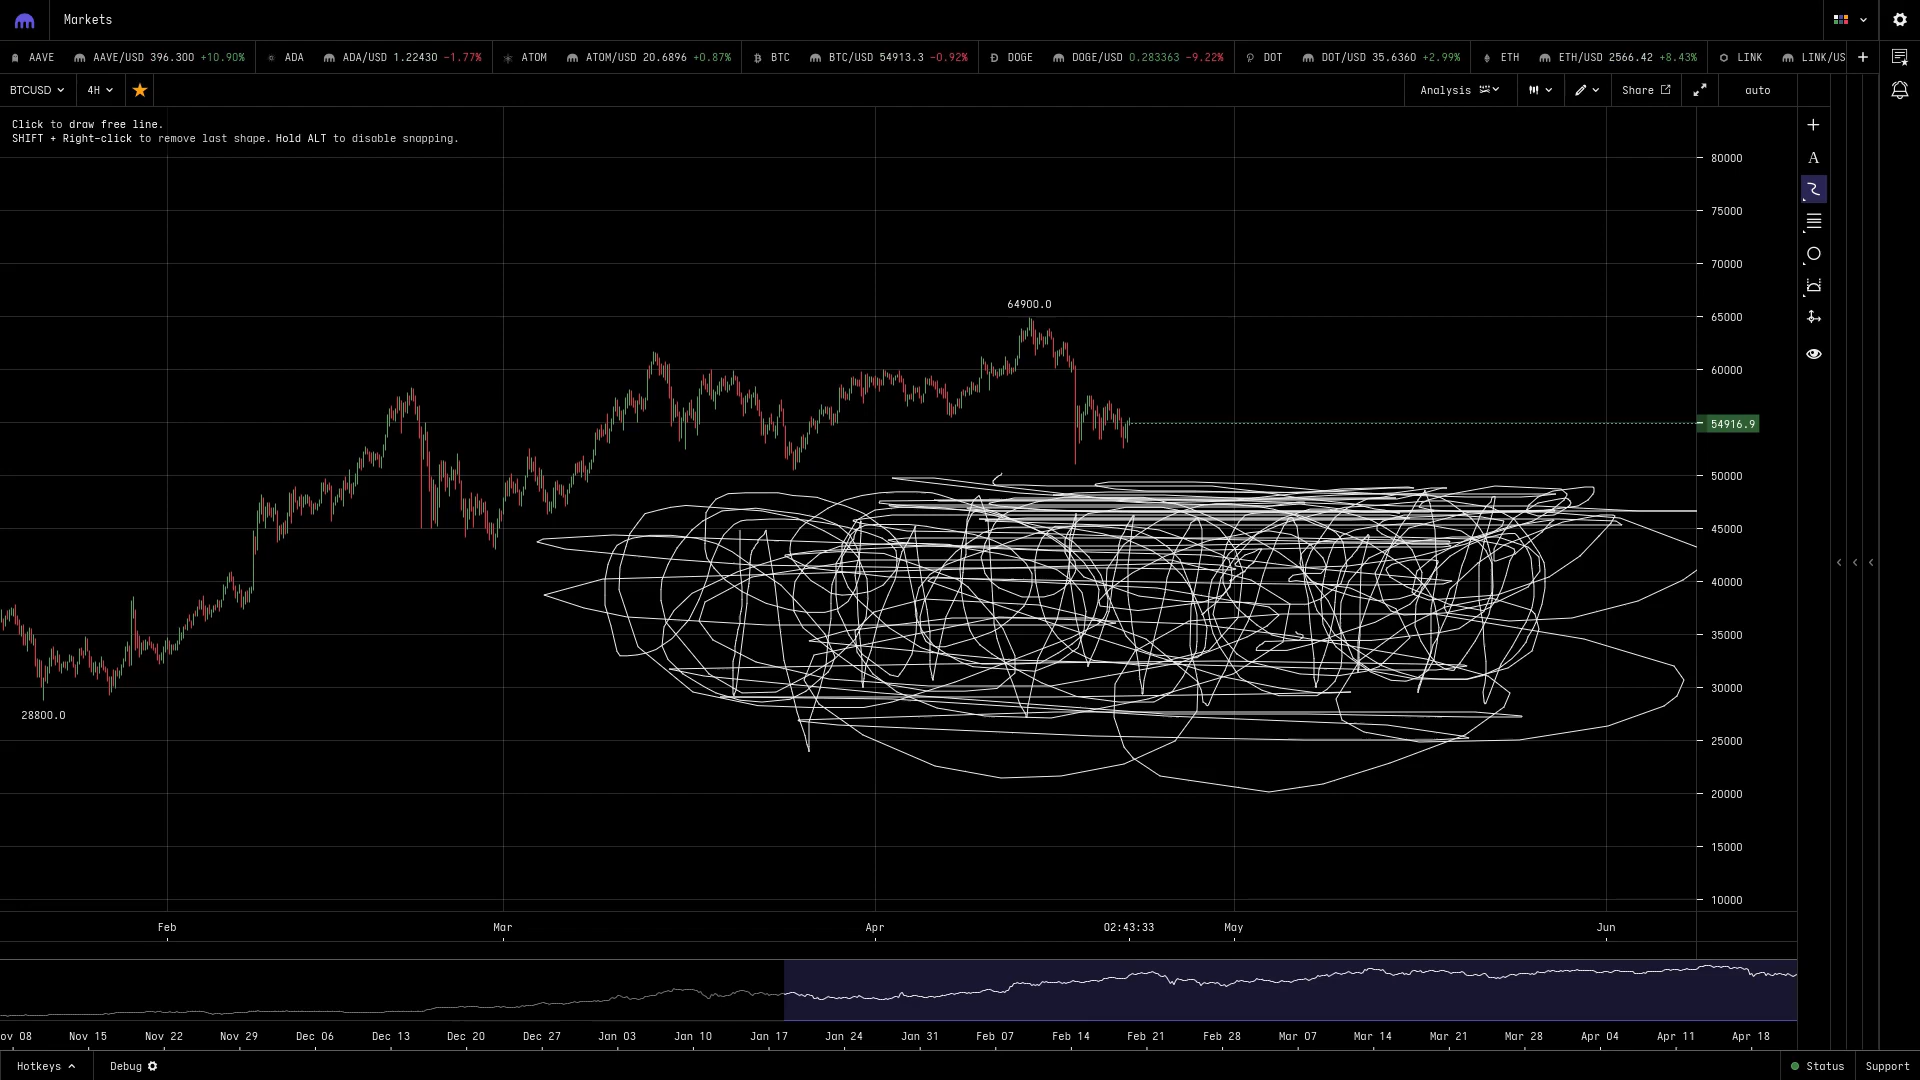 Markets
AAVE AAVE/USD 396.300 +10.90% ADA ADA/USD 1.22430 −1.77% ATOM ATOM/USD 20.6896 +0.87% BTC BTC/USD 54913.3 −0.92% DOGE DOGE/USD 0.283363 −9.22% DOT DOT/USD 35.6360 +2.99% ETH ETH/USD 2566.42 +8.43% LINK LINK/US
BTCUSD 4H Analysis Share auto
Click to draw free line.
SHIFT + Right-click to remove last shape. Hold ALT to disable snapping.
A
80000
75000
70000
64900.0
65000
60000
54916.9
50000
45000
40000
35000
30000
28800.0
25000
20000
15000
10000
Feb Mar Apr 02:43:33 May Jun
ov 08 Nov 15 Nov 22 Nov 29 Dec 06 Dec 13 Dec 20 Dec 27 Jan 03 Jan 10 Jan 17 Jan 24 Jan 31 Feb 07 Feb 14 Feb 21 Feb 28 Mar 07 Mar 14 Mar 21 Mar 28 Apr 04 Apr 11 Apr 18
Hotkeys Debug Status Support